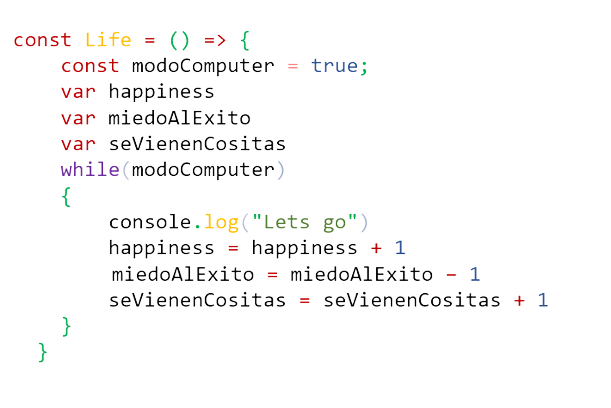 const Life = () => {
const modoComputer = true;
var happiness
var miedoAlExito
var seVienenCositas
while(modoComputer)
{
console.log("Lets go")
happiness = happiness + 1
miedoAlExito = miedoAlExito – 1
seVienenCositas = seVienenCositas + 1
}
}